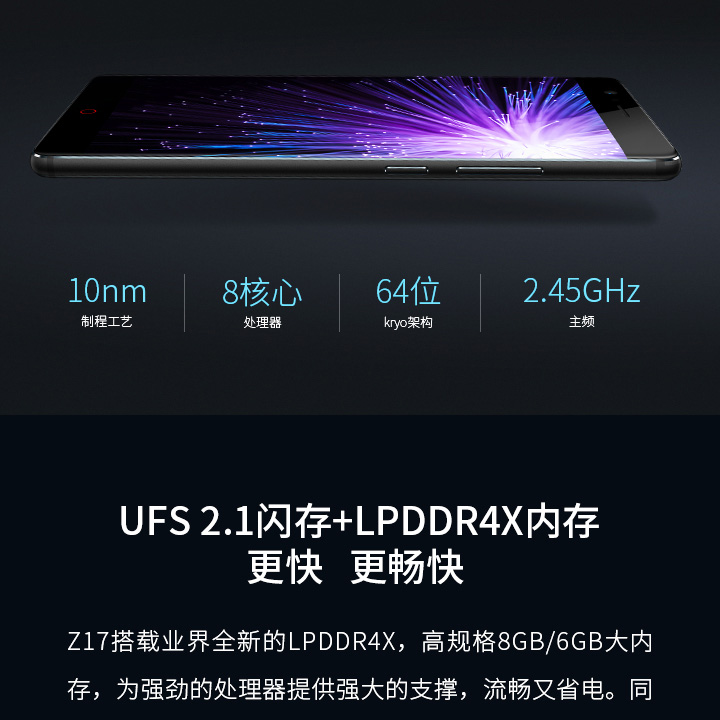 10nm 8核心 64位 2.45GHz
制程工艺 处理器 kryo架构 主频
UFS 2.1闪存+LPDDR4X内存
更快 更畅快
Z17搭载业界全新的LPDDR4X，高规格8GB/6GB大内
存，为强劲的处理器提供强大的支撑，流畅又省电。同